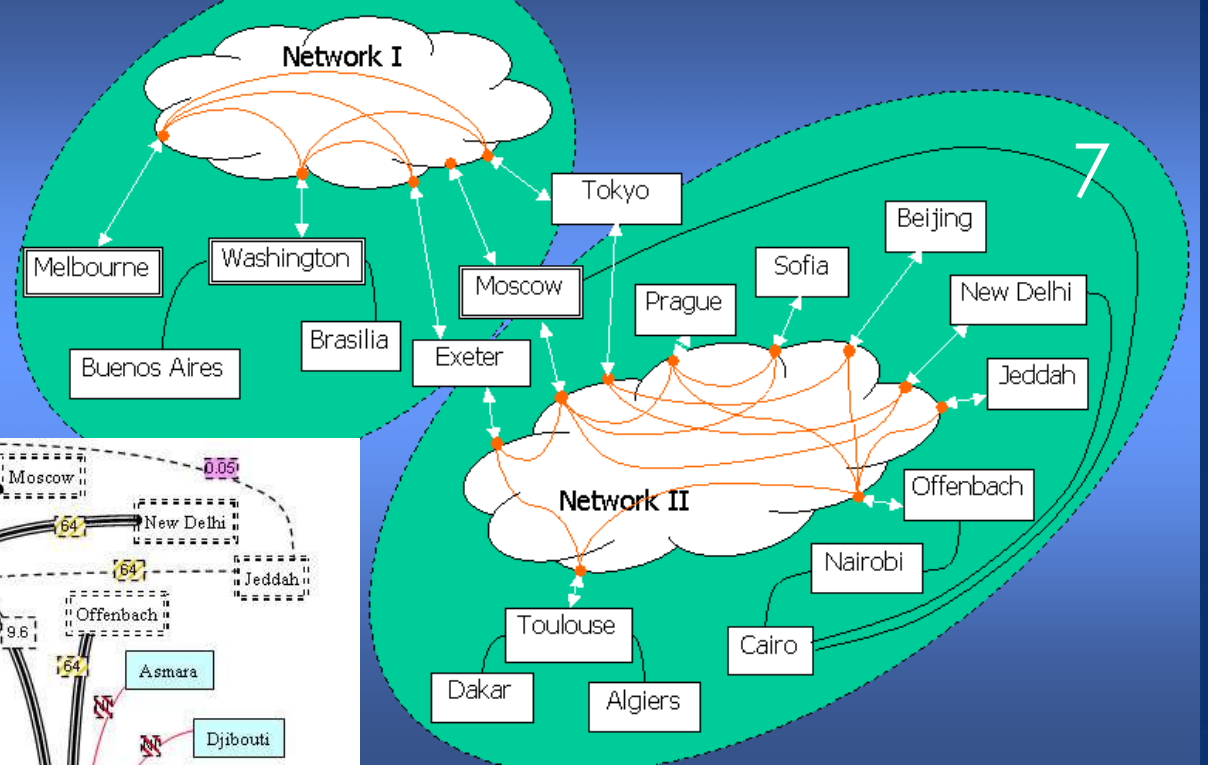 Network I
7
Tokyo
Beijing
Melbourne
Washington
Moscow
Sofia
New Delhi
Prague
Brasilia
Buenos Aires
Exeter
Jeddah
Network II
Offenbach
Nairobi
Toulouse
Cairo
Dakar
Algiers
Moscow
0.05
64
New Delhi
64
Jeddah
Offenbach
9.6
64
Asmara
NI
NI
Djibouti